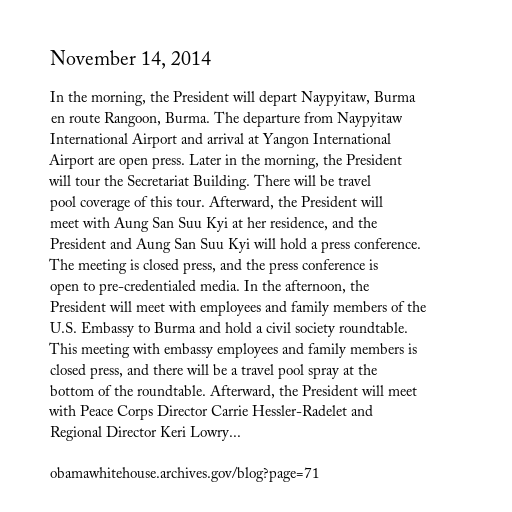 November 14, 2014
In the morning, the President will depart Naypyitaw, Burma
en route Rangoon, Burma. The departure from Naypyitaw
International Airport and arrival at Yangon International
Airport are open press. Later in the morning, the President
will tour the Secretariat Building. There will be travel
pool coverage of this tour. Afterward, the President will
meet with Aung San Suu Kyi at her residence, and the
President and Aung San Suu Kyi will hold a press conference.
The meeting is closed press, and the press conference is
open to pre-credentialed media. In the afternoon, the
President will meet with employees and family members of the
U.S. Embassy to Burma and hold a civil society roundtable.
This meeting with embassy employees and family members is
closed press, and there will be a travel pool spray at the
bottom of the roundtable. Afterward, the President will meet
with Peace Corps Director Carrie Hessler-Radelet and
Regional Director Keri Lowry...
obamawhitehouse.archives.gov/blog?page=71